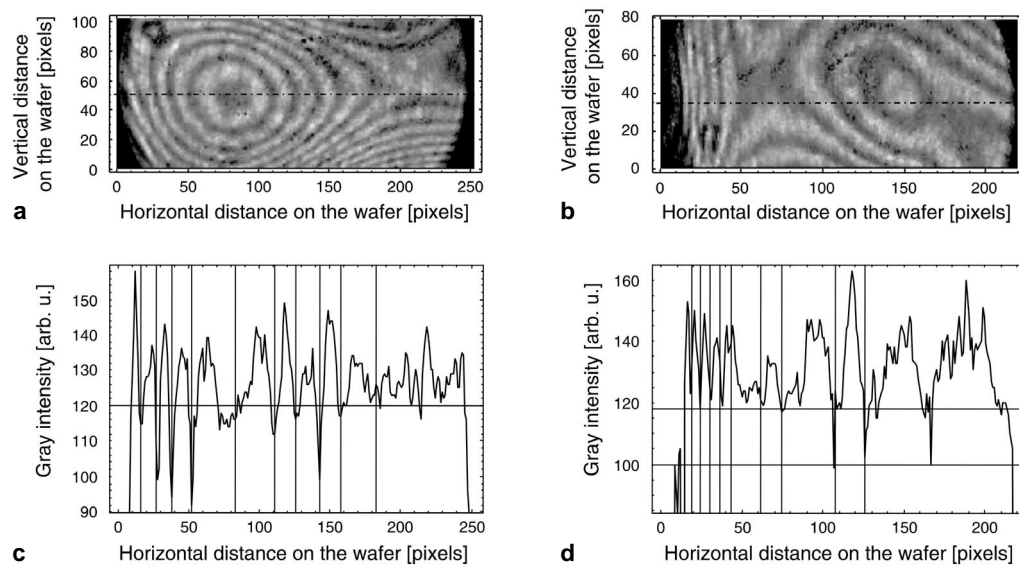 100
80
60
40
20
0
Vertical distance
on the wafer [pixels]
0 50 100 150 200 250
a Horizontal distance on the wafer [pixels]
80
60
40
20
0
Vertical distance
on the wafer [pixels]
0 50 100 150 200
b Horizontal distance on the wafer [pixels]
150
140
130
120
110
100
90
Gray intensity [arb. u.]
0 50 100 150 200 250
c Horizontal distance on the wafer [pixels]
160
140
120
100
Gray intensity [arb. u.]
0 50 100 150 200
d Horizontal distance on the wafer [pixels]